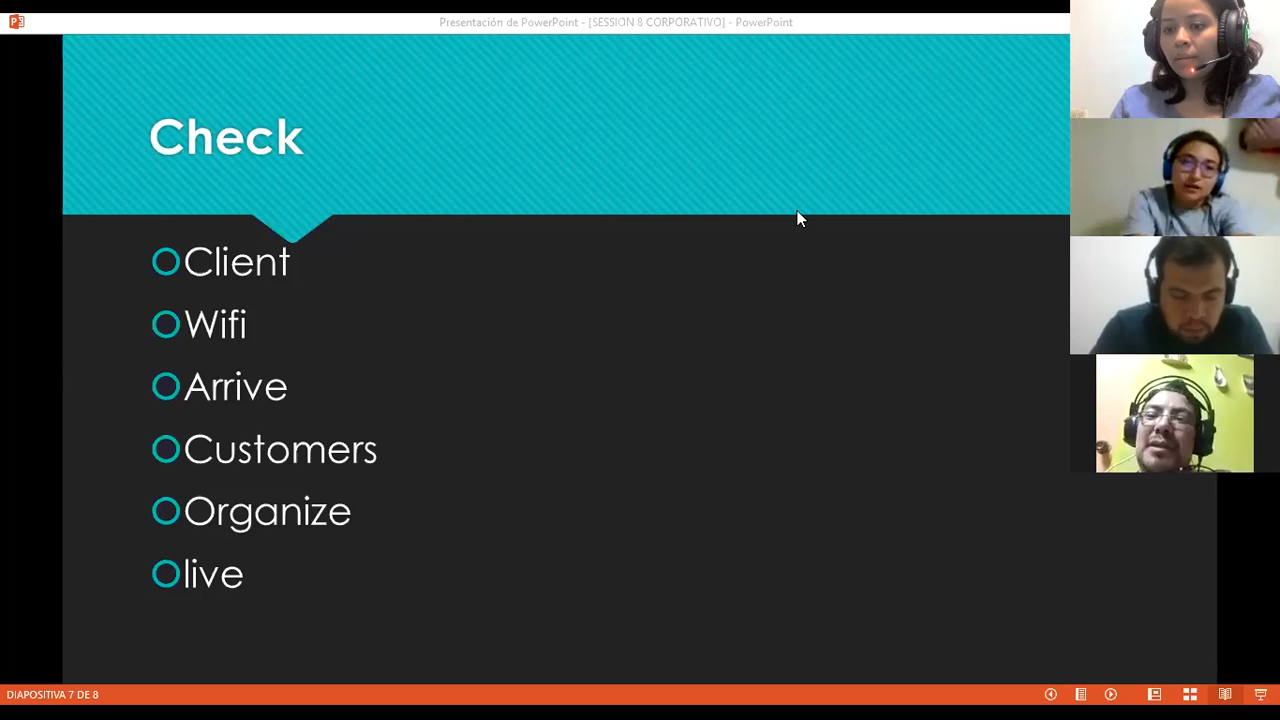 Presentación de PowerPoint - [SESSION 8 CORPORATIVO] - PowerPoint
Check
Client
Wifi
Arrive
Customers
Organize
live
DIAPOSITIVA 7 DE 8